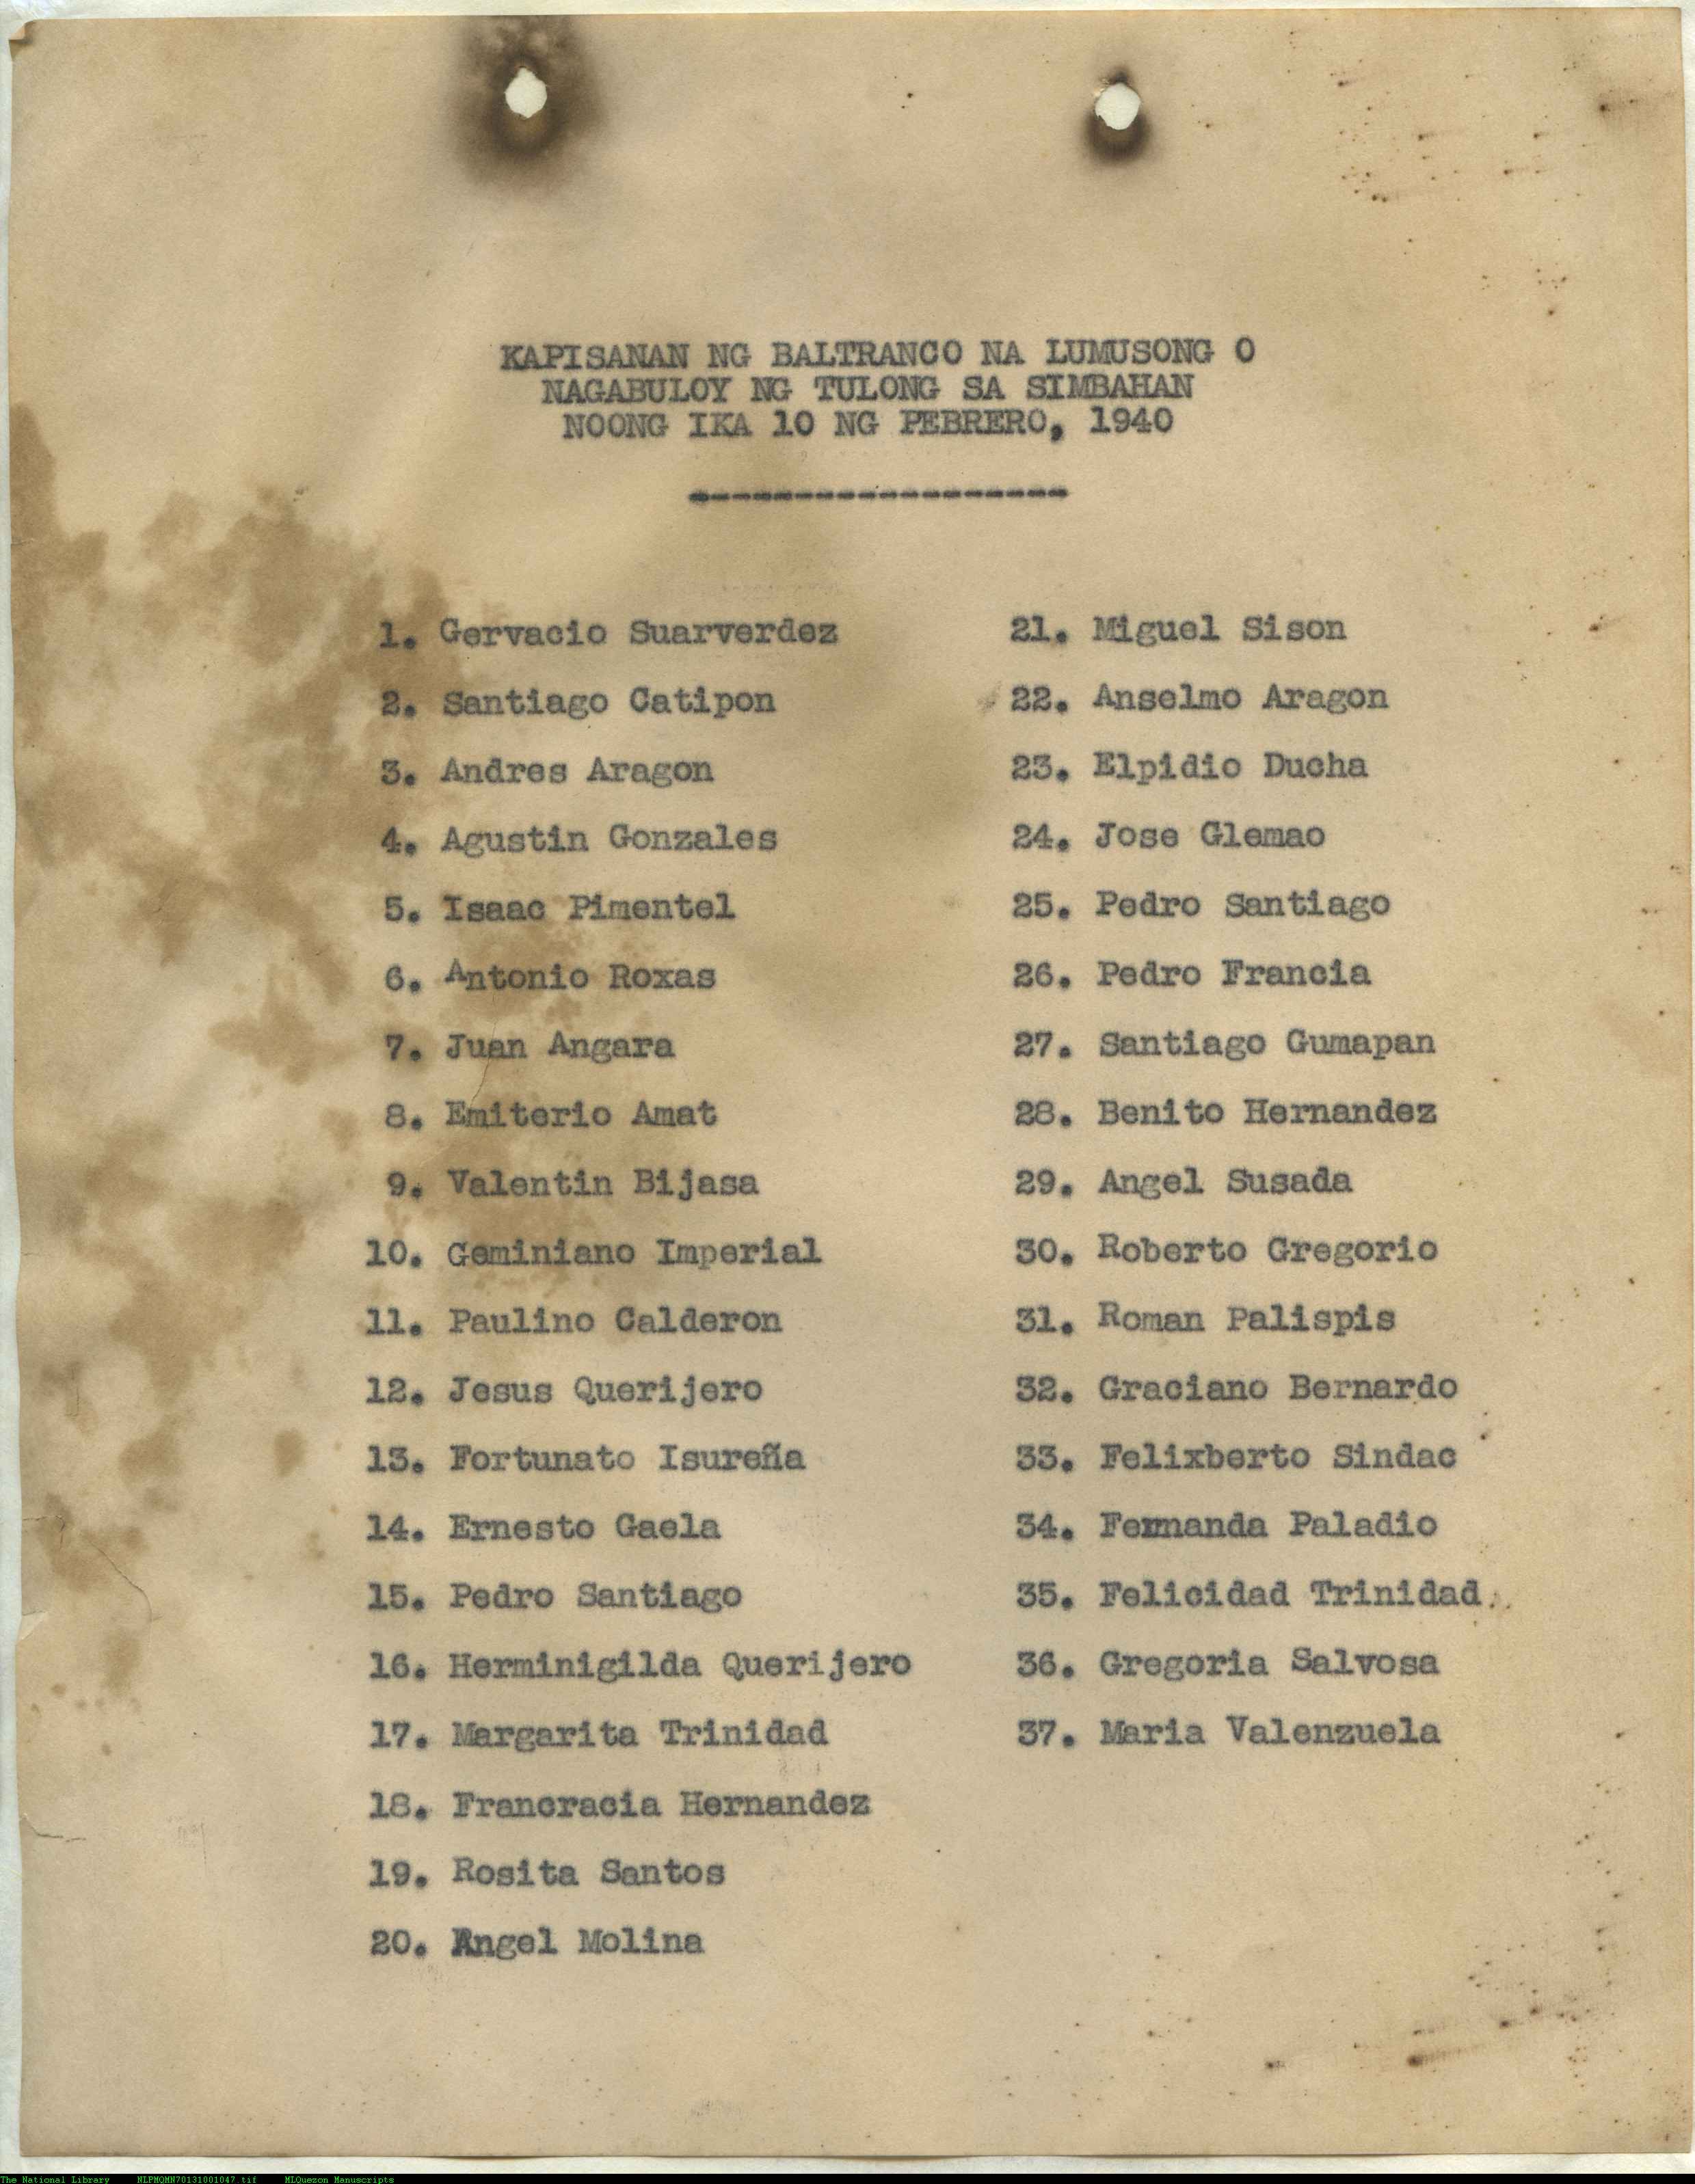 KAPISANAN NG BALTRANCO NA LUMUSONG O
NAGABULOY NG TULONG SA SIMBAHAN
NOONG IKA 10 NG PEBRERO, 1940
1. Gervacio Suarverdez
2. Santiago Catipon
3. Andres Aragon
4. Agustin Gonzales
5. Isaac Pimentel
6. Antonio Roxas
7. Juan Angara
8. Emiterio Amat
9. Valentin Bijasa
10. Geminiano Imperial
11. Paulino Calderon
12. Jesus Querijero
13. Fortunato Isureña
14. Ernesto Gaela
15. Pedro Santiago
16. Herminigilda Querijero
17. Margarita Trinidad
18. Francracia Hernandez
19. Rosita Santos
20. Angel Molina
21. Miguel Sison
22. Anselmo Aragon
23. Elpidio Ducha
24. Jose Glemao
25. Pedro Santiago
26. Pedro Francia
27. Santiago Gumapan
28. Benito Hernandez
29. Angel Susada
30. Roberto Gregorio
31. Roman Palispis
32. Graciano Bernardo
33. Felixberto Sindac
34. Fernanda Paladio
35. Felicidad Trinidad
36. Gregoria Salvosa
37. Maria Valenzuela
The National Library NLPMQMN70131001047.tif MLQuezon Manuscripts